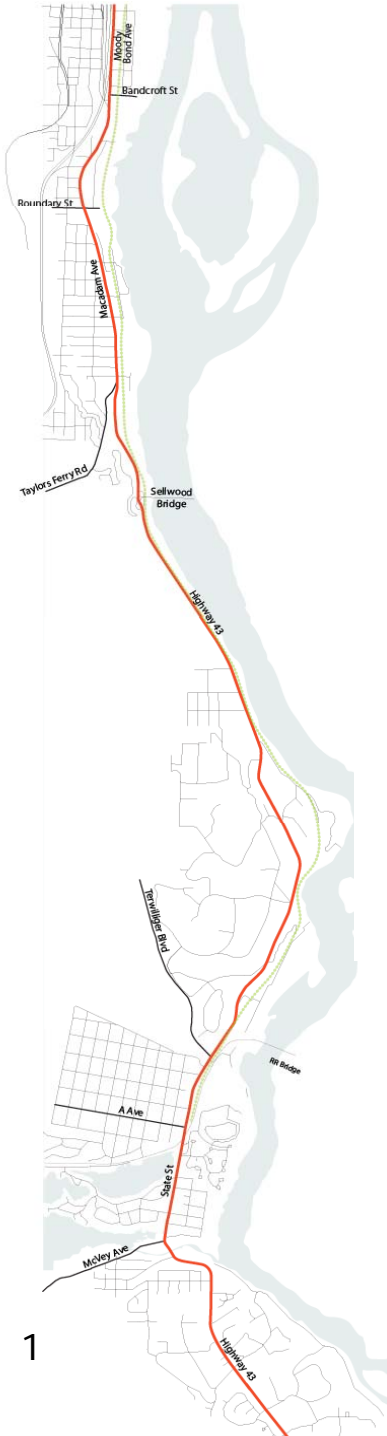 Moody
Bond Ave
Bandcroft St
Boundary St
Macadam Ave
Taylors Ferry Rd
Sellwood
Bridge
Highway 43
Terwilliger Blvd
RR Bridge
A Ave
State St
McVey Ave
1
Highway 43